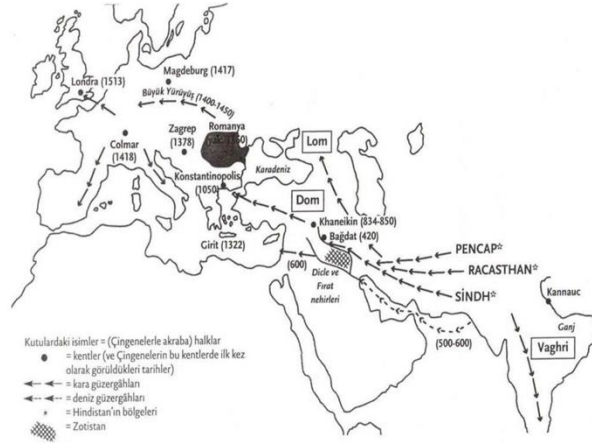 Londra (1513)
Magdeburg (1417)
Büyük Yürüyüş (1400-1450)
Colmar
(1418)
Zagrep
(1378)
Romanya
Karadeniz
Konstantinopolis
(1050)
Girit (1322)
Lom
Dom
Khaneikin (834-850)
Bağdat (420)
(600)
Dicle ve
Fırat
nehirleri
PENCAP*
RACASTHAN*
SİNDH*
Kannauc
Ganj
(500-600)
Vaghri
Kutulardaki isimler = (Çingenelerle akraba) halklar
= kentler (ve Çingenelerin bu kentlerde ilk kez
olarak görüldükleri tarihler)
= kara güzergâhları
= deniz güzergâhları
* = Hindistan'ın bölgeleri
= Zotistan